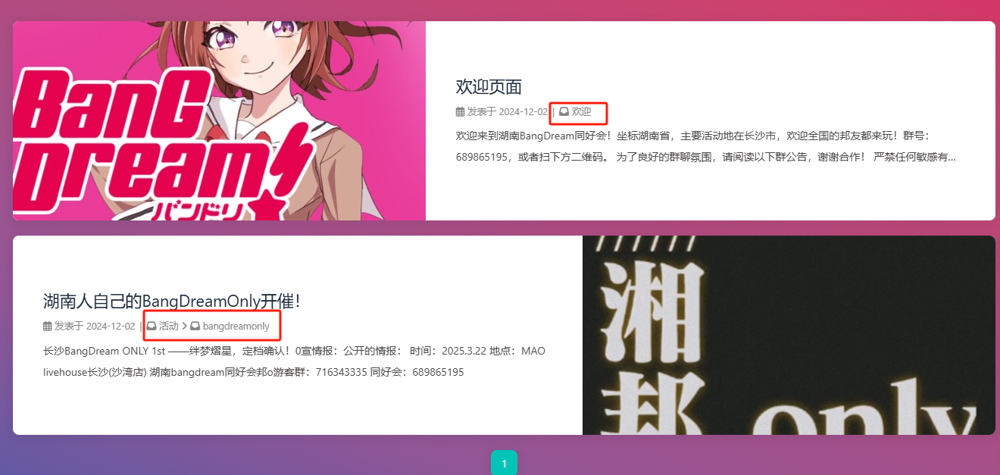 BanG
Dream!
バンドリ
欢迎页面
发表于 2024-12-02 | 欢迎
欢迎来到湖南BangDream同好会！坐标湖南省，主要活动地在长沙市，欢迎全国的邦友都来玩！群号：
689865195，或者扫下方二维码。 为了良好的群聊氛围，请阅读以下群公告，谢谢合作！ 严禁任何敏感有...
湖南人自己的BangDreamOnly开催！
发表于 2024-12-02 | 活动 > bangdreamonly
长沙BangDream ONLY 1st ——绊梦熠星，定档确认！0宣情报：公开的情报： 时间：2025.3.22 地点：MAO
livehouse长沙(沙湾店) 湖南bangdream同好会邦o游客群：716343335 同好会：689865195
湘
邦 only
1